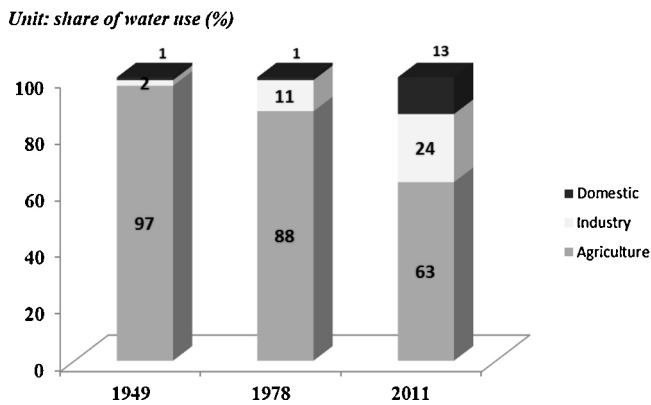 Unit: share of water use (%)
1 1 13
100
80
60
40
20
0
2 11 24
97 88 63
Domestic
Industry
Agriculture
1949 1978 2011